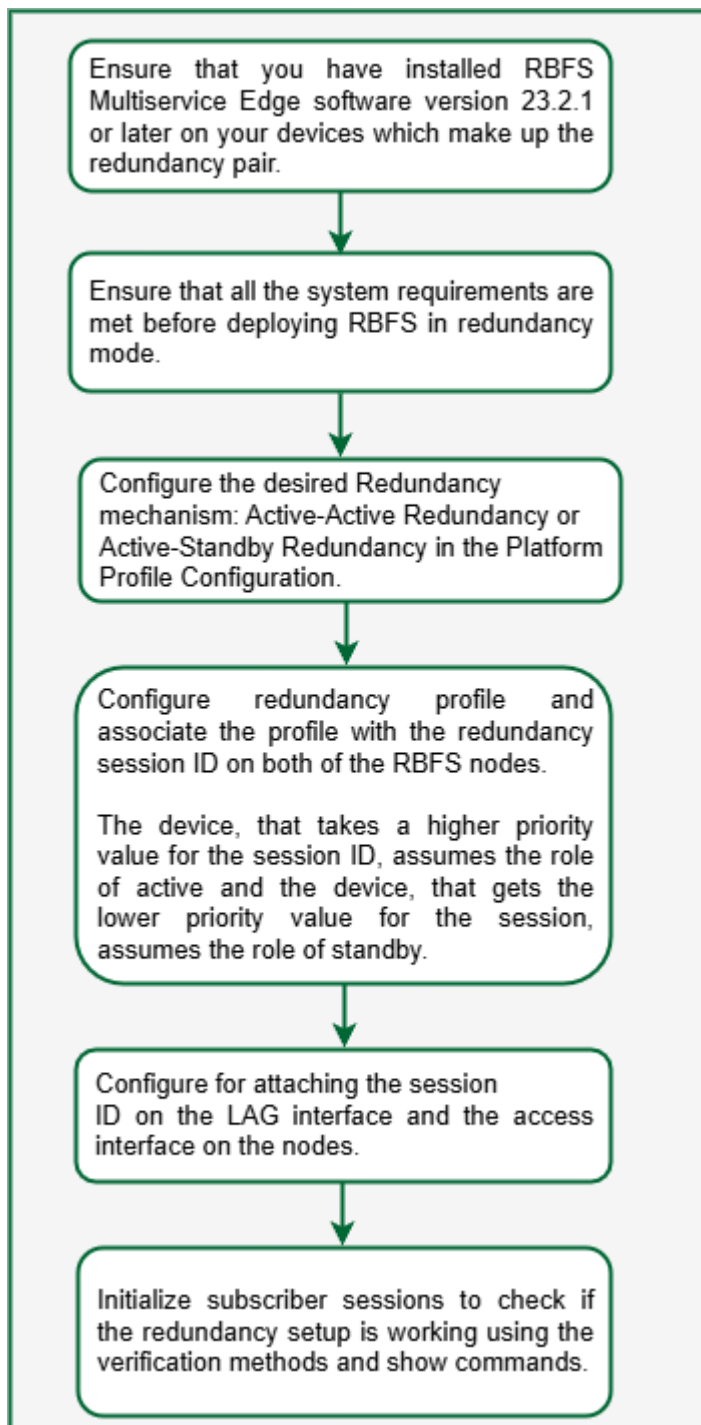 Ensure that you have installed RBFS
Multiservice Edge software version 23.2.1
or later on your devices which make up the
redundancy pair.
Ensure that all the system requirements are
met before deploying RBFS in redundancy
mode.
Configure the desired Redundancy
mechanism: Active-Active Redundancy or
Active-Standby Redundancy in the Platform
Profile Configuration.
Configure redundancy profile and
associate the profile with the redundancy
session ID on both of the RBFS nodes.
The device, that takes a higher priority
value for the session ID, assumes the role
of active and the device, that gets the
lower priority value for the session,
assumes the role of standby.
Configure for attaching the session
ID on the LAG interface and the access
interface on the nodes.
Initialize subscriber sessions to check if
the redundancy setup is working using the
verification methods and show commands.